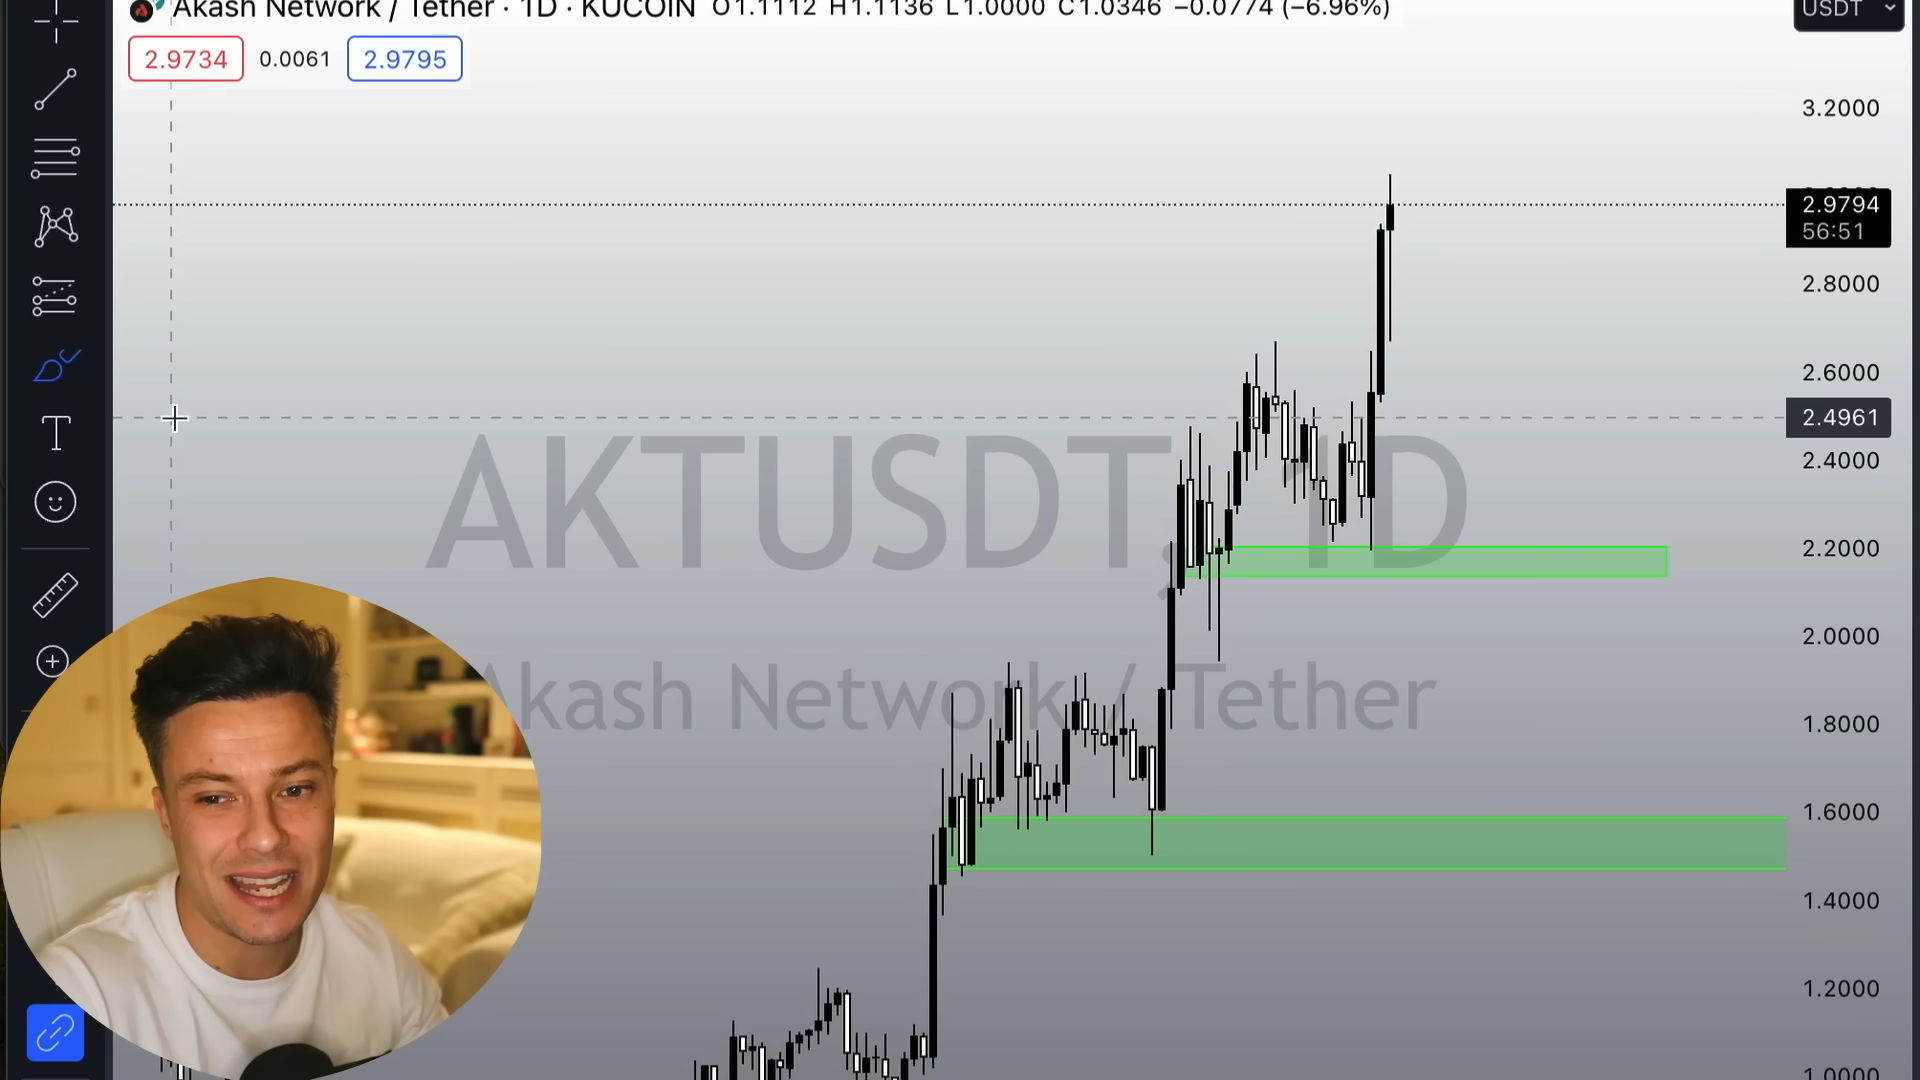 Akash Network / Tether · 1D · KUCOIN O1.1112 H1.1136 L1.0000 C1.0346 −0.0774 (−6.96%)
USDT
2.9734 0.0061 2.9795
3.2000
2.9794
56:51
2.8000
2.6000
2.4961
2.4000
2.2000
2.0000
1.8000
1.6000
1.4000
1.2000
1.0000
AKTUSDT, 1D
Akash Network / Tether